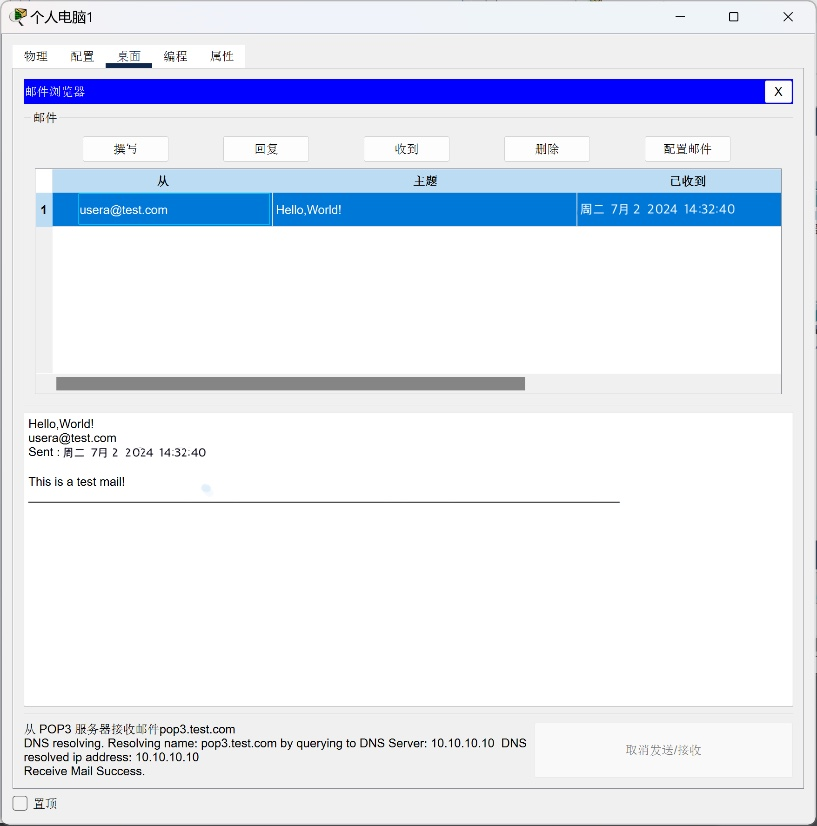 个人电脑1
物理 配置 桌面 编程 属性
邮件浏览器 X
邮件
撰写 回复 收到 删除 配置邮件
从 主题 已收到
1 usera@test.com Hello,World! 周二 7月 2 2024 14:32:40
Hello,World!
usera@test.com
Sent : 周二 7月 2 2024 14:32:40
This is a test mail!
从 POP3 服务器接收邮件pop3.test.com
DNS resolving. Resolving name: pop3.test.com by querying to DNS Server: 10.10.10.10 DNS
resolved ip address: 10.10.10.10
Receive Mail Success.
取消发送/接收
置顶